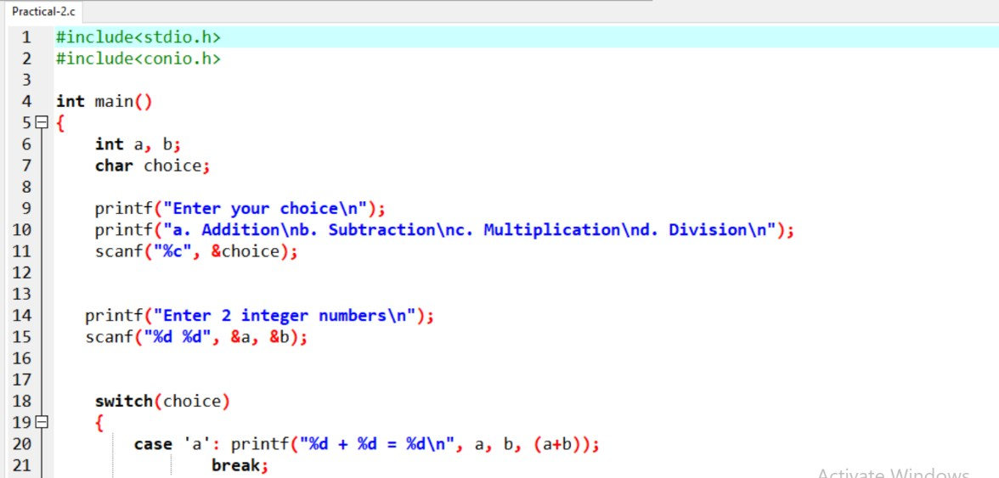 Practical-2.c
1 #include<stdio.h>
2 #include<conio.h>
3
4 int main()
5 {
6 int a, b;
7 char choice;
8
9 printf("Enter your choice\n");
10 printf("a. Addition\nb. Subtraction\nc. Multiplication\nd. Division\n");
11 scanf("%c", &choice);
12
13
14 printf("Enter 2 integer numbers\n");
15 scanf("%d %d", &a, &b);
16
17
18 switch(choice)
19 {
20 case 'a': printf("%d + %d = %d\n", a, b, (a+b));
21 break;
Activate Windows